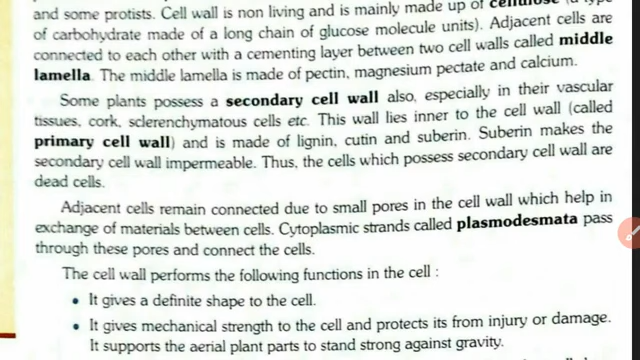 and some protists. Cell wall is non living and is mainly made up of cellulose (a type
of carbohydrate made of a long chain of glucose molecule units). Adjacent cells are
connected to each other with a cementing layer between two cell walls called middle
lamella. The middle lamella is made of pectin, magnesium pectate and calcium.
Some plants possess a secondary cell wall also, especially in their vascular
tissues, cork, sclerenchymatous cells etc. This wall lies inner to the cell wall (called
primary cell wall) and is made of lignin, cutin and suberin. Suberin makes the
secondary cell wall impermeable. Thus, the cells which possess secondary cell wall are
dead cells.
Adjacent cells remain connected due to small pores in the cell wall which help in
exchange of materials between cells. Cytoplasmic strands called plasmodesmata pass
through these pores and connect the cells.
The cell wall performs the following functions in the cell :
• It gives a definite shape to the cell.
• It gives mechanical strength to the cell and protects its from injury or damage.
It supports the aerial plant parts to stand strong against gravity.